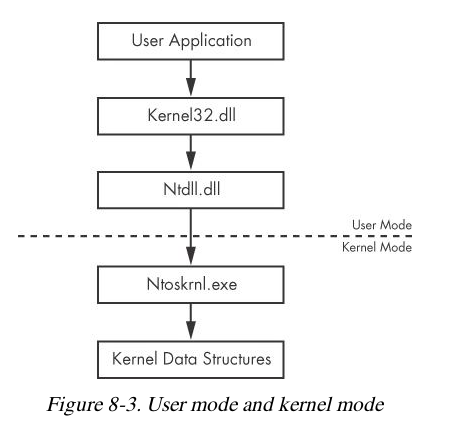 User Application
Kernel32.dll
Ntdll.dll
User Mode
Kernel Mode
Ntoskrnl.exe
Kernel Data Structures
Figure 8-3. User mode and kernel mode